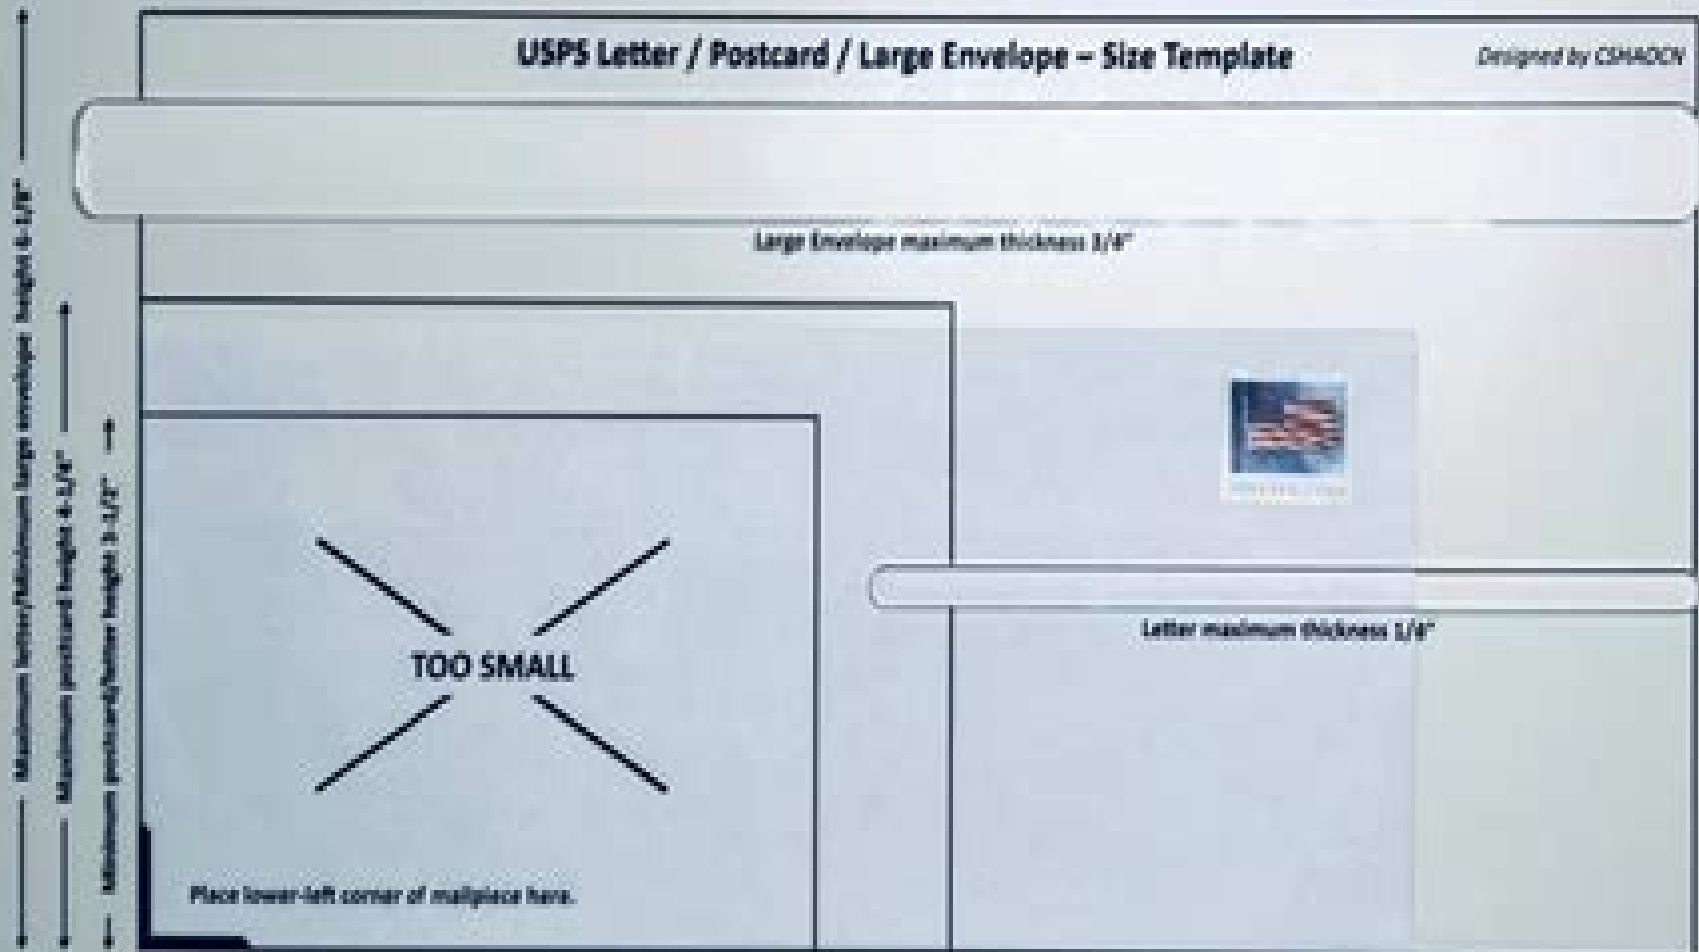 USPS Letter / Postcard / Large Envelope – Size Template
Designed by CSHADCN
Large Envelope maximum thickness 3/4"
Letter maximum thickness 1/4"
TOO SMALL
Place lower-left corner of mailpiece here.
Maximum letter/Minimum large envelope height 6-1/8"
Maximum postcard height 4-1/4"
Minimum postcard/letter height 3-1/2"